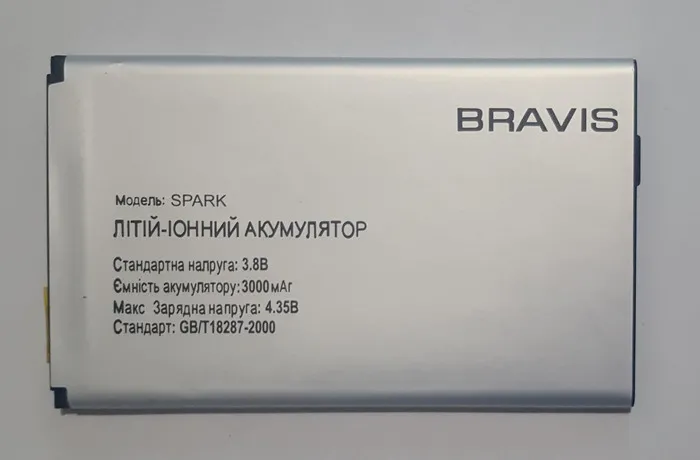 BRAVIS
Модель: SPARK
ЛІТІЙ-ІОННИЙ АКУМУЛЯТОР
Стандартна напруга: 3.8В
Ємність акумулятору: 3000мАг
Макс Зарядна напруга: 4.35В
Стандарт: GB/T18287-2000